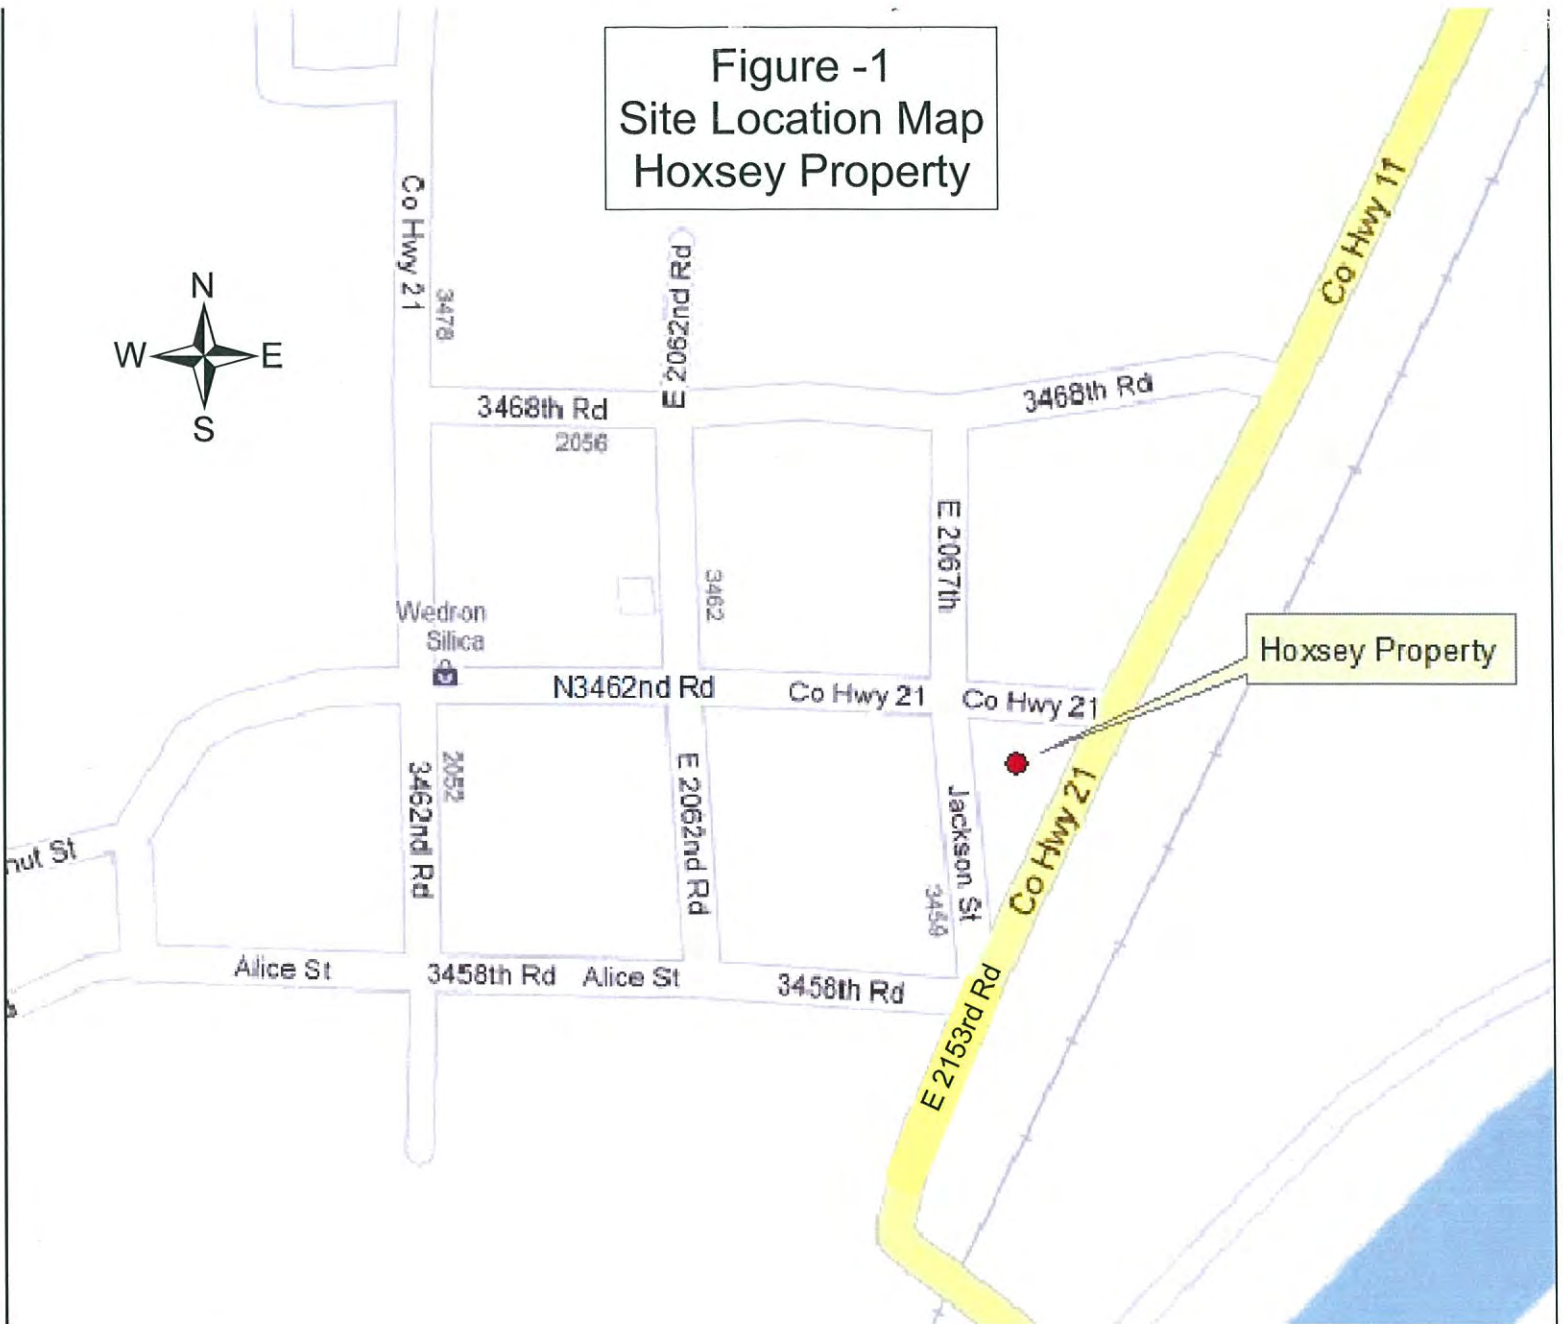 Figure -1
Site Location Map
Hoxsey Property
Co Hwy 11
Co Hwy 21
3478
E 2062nd Rd
N
W
E
S
3468th Rd
3468th Rd
2056
E 2067th
3462
Wedron
Silica
Hoxsey Property
N3462nd Rd
Co Hwy 21
Co Hwy 21
2052
3462nd Rd
E 2062nd Rd
Jackson St
Co Hwy 21
nut St
3459
Alice St
3458th Rd
Alice St
3458th Rd
E 2153rd Rd